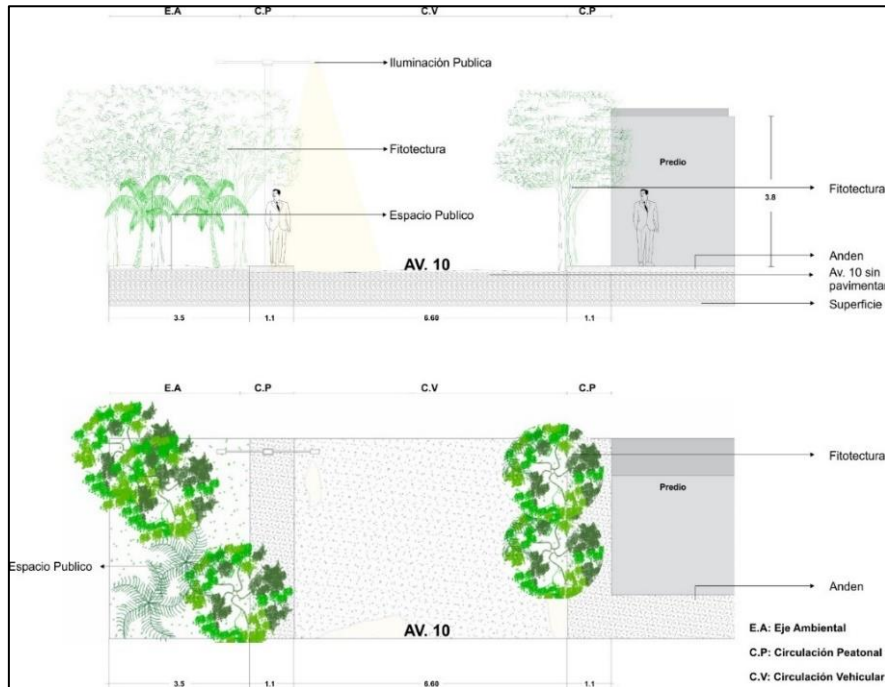 E.A C.P C.V C.P
Iluminación Publica
Predio
Fitotectura
Fitotectura
3.8
Espacio Publico
Anden
AV. 10
Av. 10 sin
pavimentar
Superficie
3.5 1.1 6.60 1.1
E.A C.P C.V C.P
Fitotectura
Predio
Espacio Publico
Anden
AV. 10
E.A: Eje Ambiental
C.P: Circulación Peatonal
C.V: Circulación Vehicular
3.5 1.1 6.60 1.1